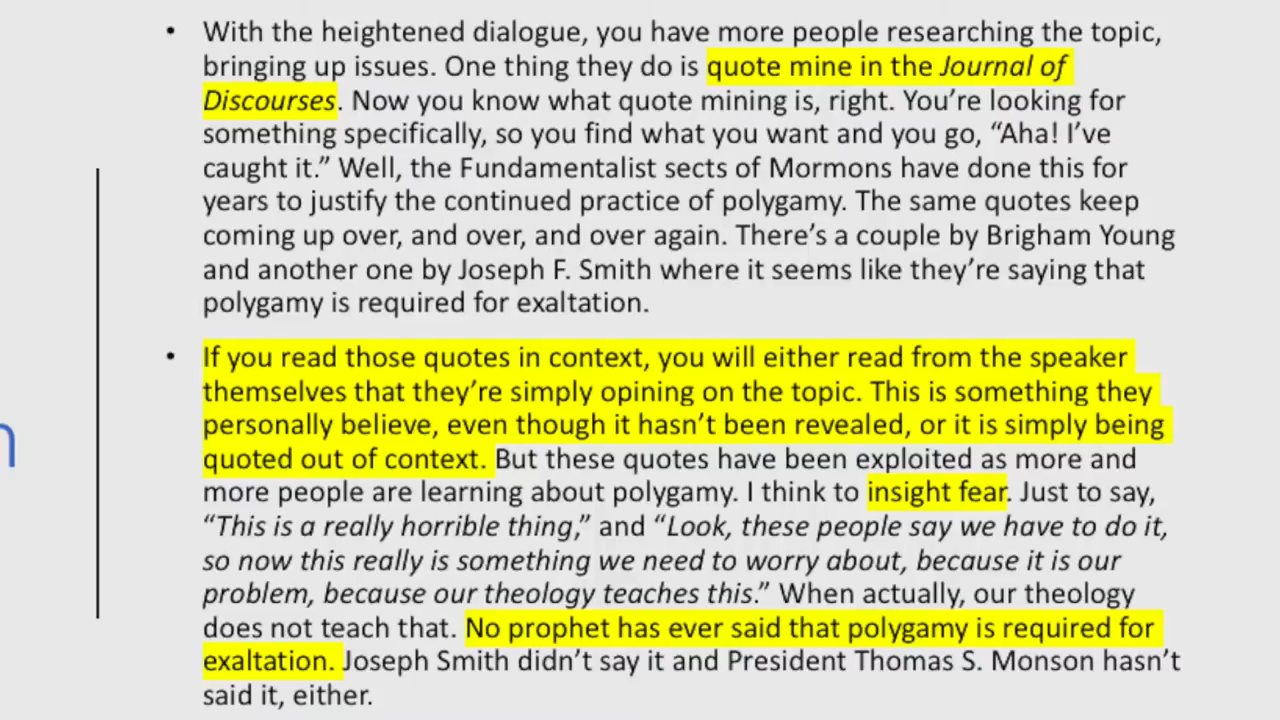 • With the heightened dialogue, you have more people researching the topic,
bringing up issues. One thing they do is quote mine in the Journal of
Discourses. Now you know what quote mining is, right. You’re looking for
something specifically, so you find what you want and you go, “Aha! I’ve
caught it.” Well, the Fundamentalist sects of Mormons have done this for
years to justify the continued practice of polygamy. The same quotes keep
coming up over, and over, and over again. There’s a couple by Brigham Young
and another one by Joseph F. Smith where it seems like they’re saying that
polygamy is required for exaltation.
• If you read those quotes in context, you will either read from the speaker
themselves that they’re simply opining on the topic. This is something they
personally believe, even though it hasn’t been revealed, or it is simply being
quoted out of context. But these quotes have been exploited as more and
more people are learning about polygamy. I think to insight fear. Just to say,
“This is a really horrible thing,” and “Look, these people say we have to do it,
so now this really is something we need to worry about, because it is our
problem, because our theology teaches this.” When actually, our theology
does not teach that. No prophet has ever said that polygamy is required for
exaltation. Joseph Smith didn’t say it and President Thomas S. Monson hasn’t
said it, either.